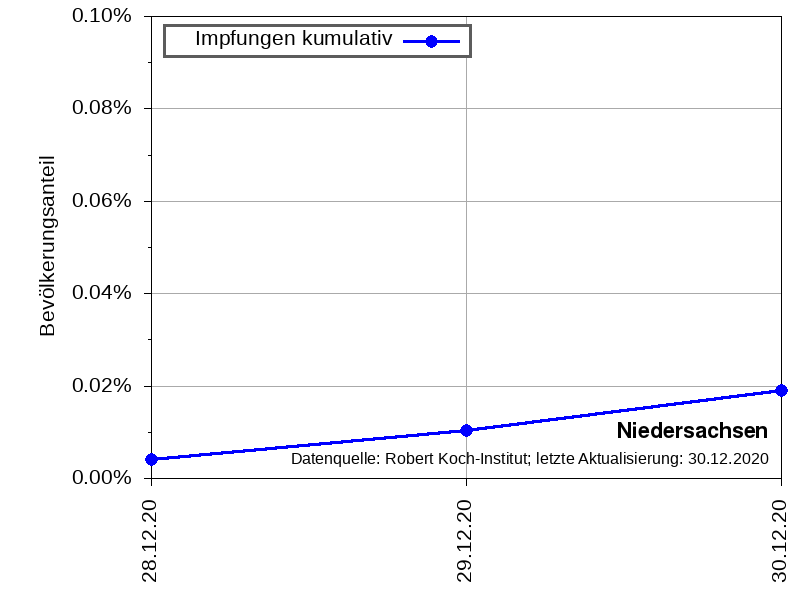 0.10%
Impfungen kumulativ
0.08%
0.06%
0.04%
0.02%
0.00%
Bevölkerungsanteil
Niedersachsen
Datenquelle: Robert Koch-Institut; letzte Aktualisierung: 30.12.2020
28.12.20
29.12.20
30.12.20